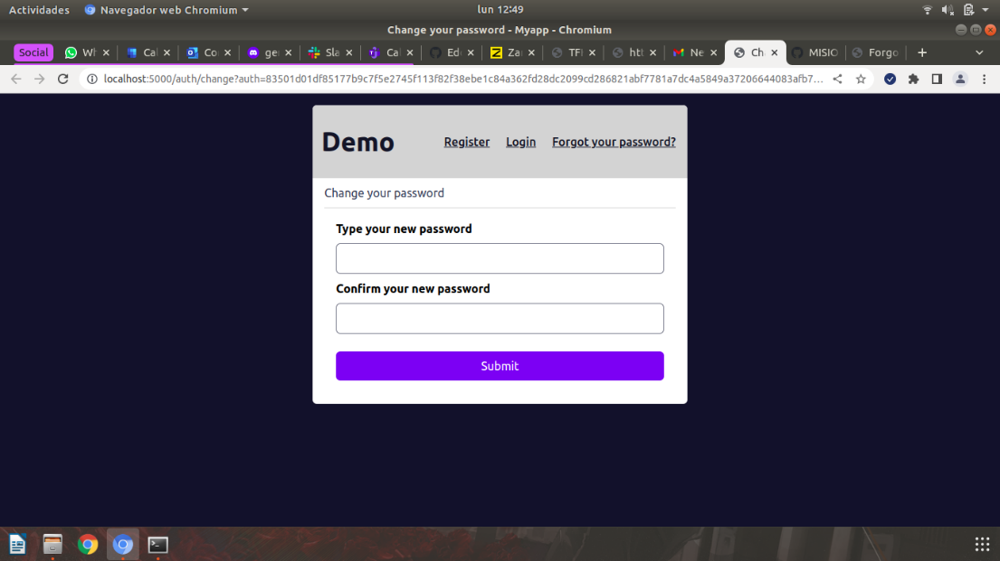 Actividades Navegador web Chromium lun 12:49
Change your password - Myapp - Chromium
Social Wh Cal Co ge Sla Cal Ed Za TF htt Ne Ch MISIO Forgo
localhost:5000/auth/change?auth=83501d01df85177b9c7f5e2745f113f82f38ebe1c84a362fd28dc2099cd286821abf7781a7dc4a5849a37206644083afb7...
Demo Register Login Forgot your password?
Change your password
Type your new password
Confirm your new password
Submit